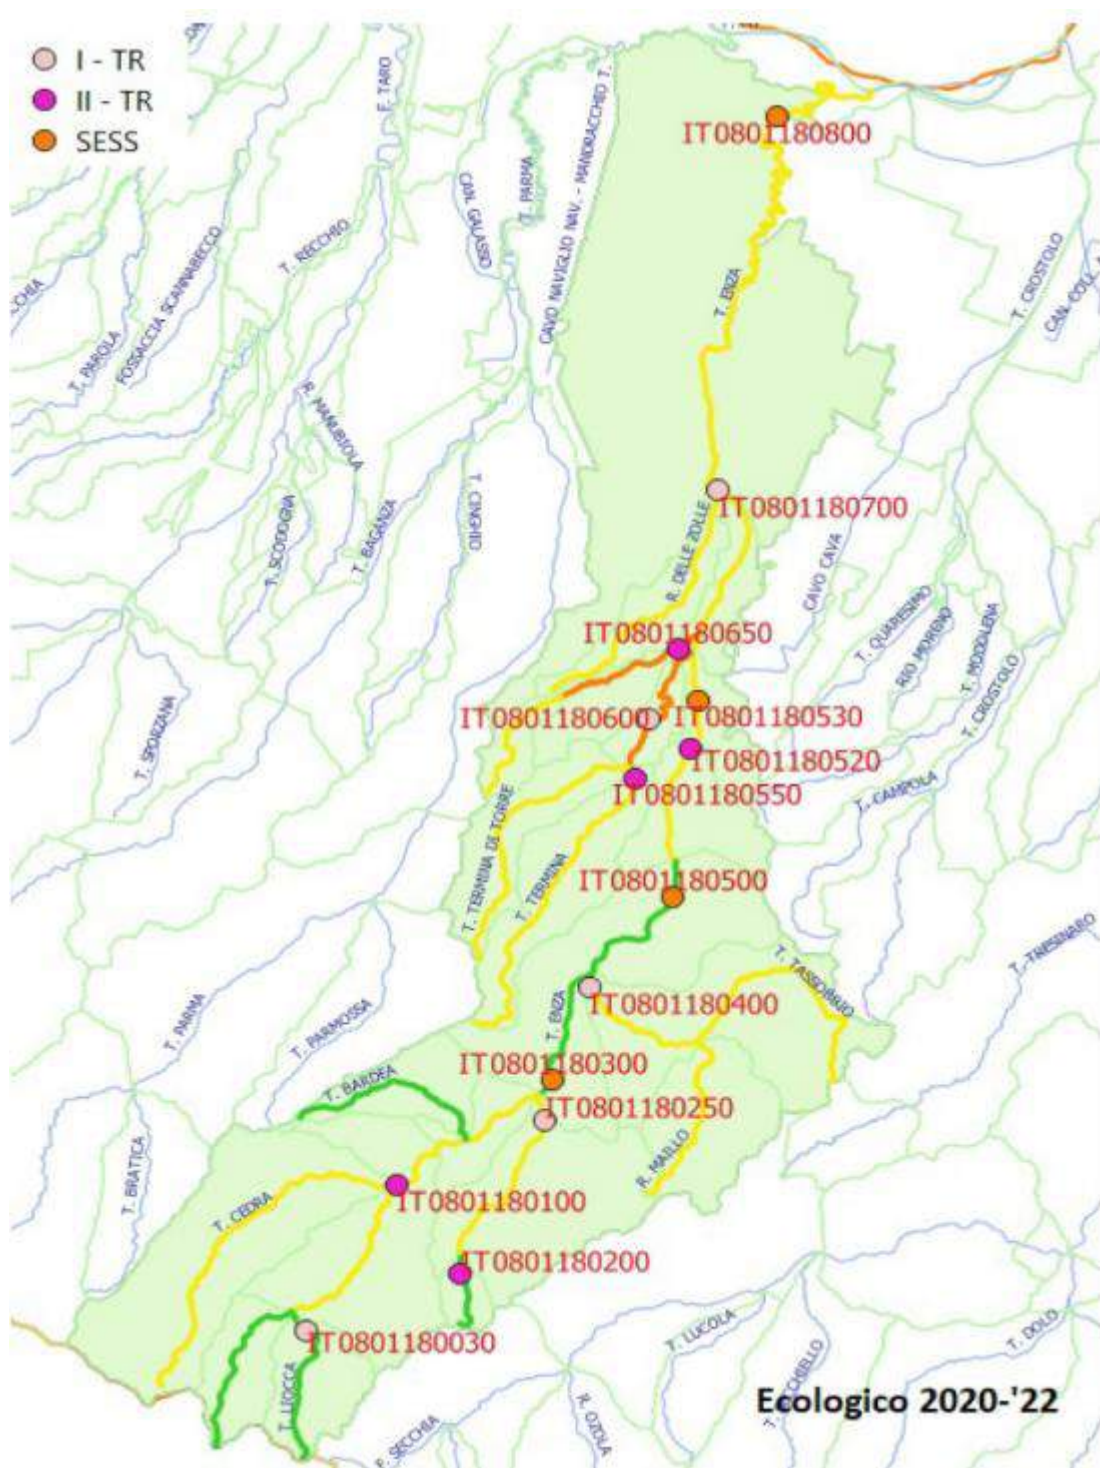 I - TR
II - TR
SESS
F. TARO
T. PARMA
CAN. GALASSO
CAVO NAVIGLIO NAV. - MANDRACCHIO T.
IT0801180800
T. RECCHIO
FOSSACCIA SCANNABECCO
T. PAROLA
T. ENZA
T. CROSTOLO
R. MANUBIOLA
T. SCODOGNA
T. BAGANZA
T. CINGHIO
IT0801180700
R. DELLE ZOLLE
CAVO CAVA
T. QUARESIMO
RIO MORENO
T. MODOLENA
T. CROSTOLO
IT0801180650
IT0801180600
IT0801180530
IT0801180520
IT0801180550
T. SPORZANA
T. CAMPOLA
T. TERMINA DI TORRE
T. TERMINA
IT0801180500
T. TRESINARO
T. TASSOBBIO
IT0801180400
T. ENZA
T. PARMA
T. PARMOSSA
IT0801180300
T. BARDEA
IT0801180250
R. MAILLO
T. BRATICA
T. CEDRA
IT0801180100
IT0801180200
IT0801180030
T. LIOCCA
T. LUCOLA
T. DOLO
F. SECCHIA
R. OZOLA
Ecologico 2020-'22